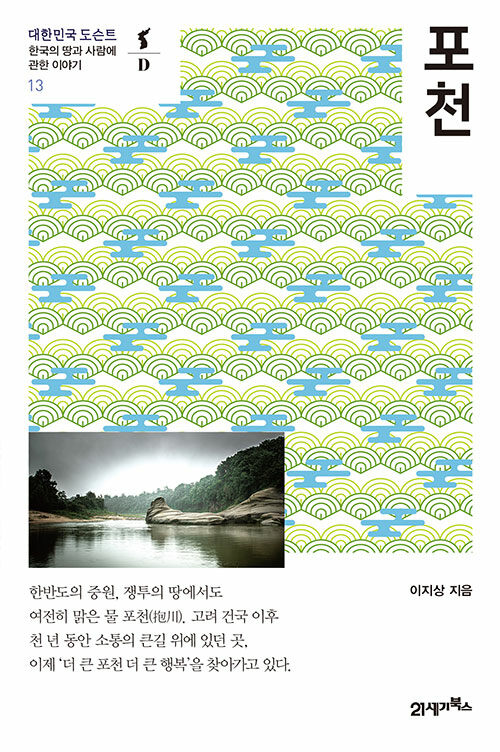 대한민국 도슨트
한국의 땅과 사람에
관한 이야기
13
D
포천
한반도의 중원, 쟁투의 땅에서도
여전히 맑은 물 포천(抱川). 고려 건국 이후
천 년 동안 소통의 큰길 위에 있던 곳,
이제 ‘더 큰 포천 더 큰 행복’을 찾아가고 있다.
이지상 지음
21세기북스